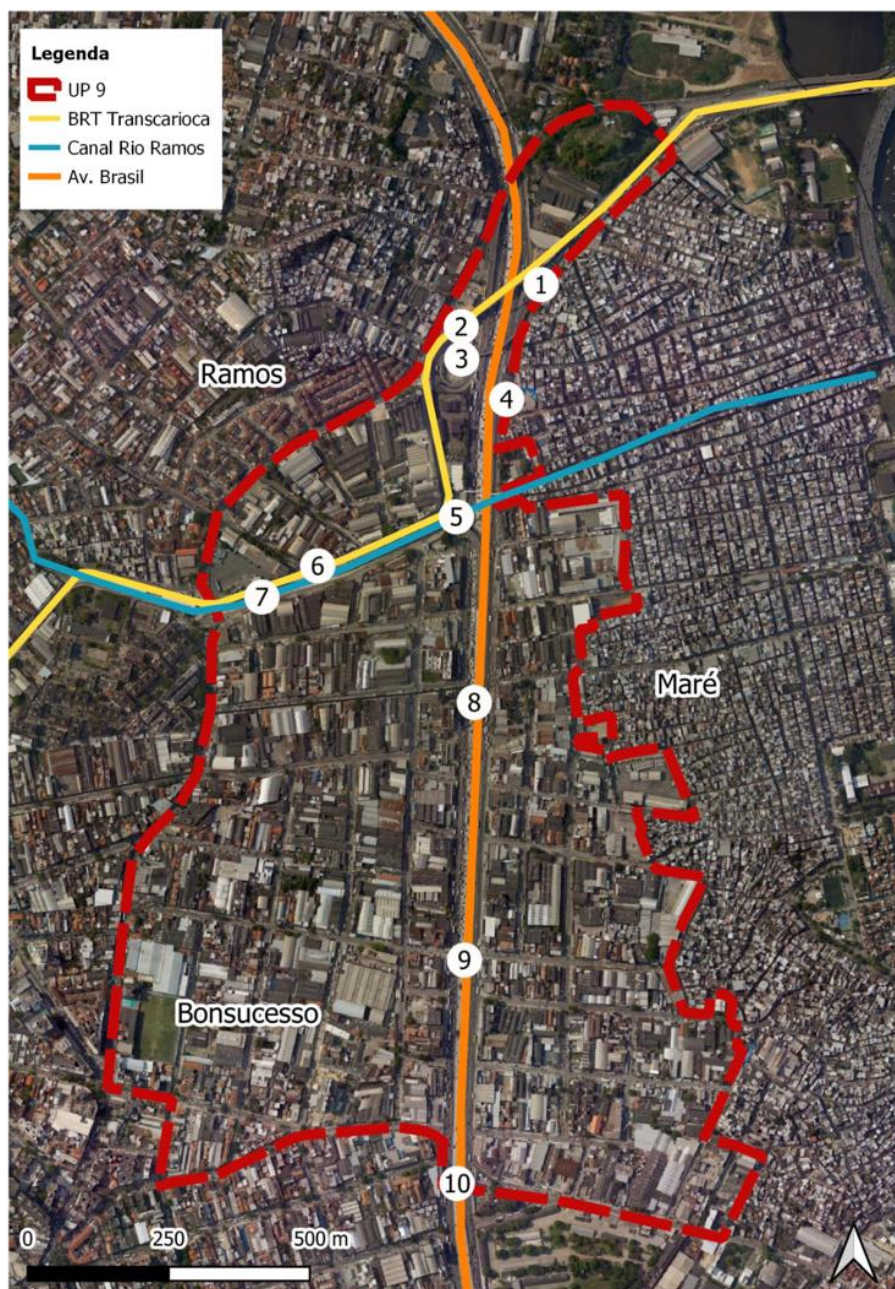 Legenda
UP 9
BRT Transcarioca
Canal Rio Ramos
Av. Brasil
1
2
3
Ramos
4
5
6
7
Maré
8
9
Bonsucesso
10
0 250 500 m